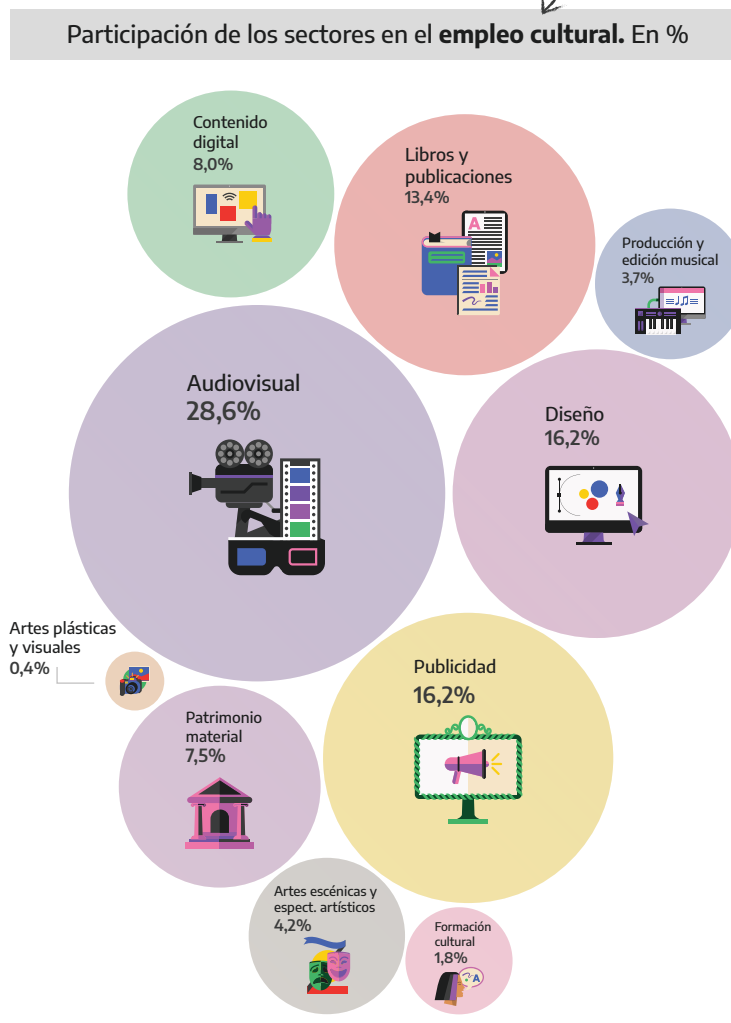 Participación de los sectores en el empleo cultural. En %
Contenido
digital
8,0%
Libros y
publicaciones
13,4%
Producción y
edición musical
3,7%
Audiovisual
28,6%
Diseño
16,2%
Artes plásticas
y visuales
0,4%
Publicidad
16,2%
Patrimonio
material
7,5%
Artes escénicas y
espect. artísticos
4,2%
Formación
cultural
1,8%